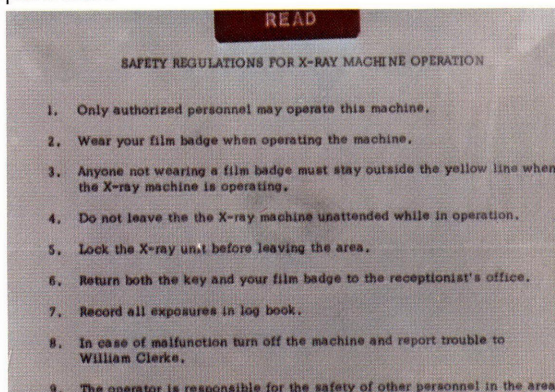 READ
SAFETY REGULATIONS FOR X-RAY MACHINE OPERATION
1. Only authorized personnel may operate this machine.
2. Wear your film badge when operating the machine.
3. Anyone not wearing a film badge must stay outside the yellow line when
the X-ray machine is operating.
4. Do not leave the the X-ray machine unattended while in operation.
5. Lock the X-ray unit before leaving the area.
6. Return both the key and your film badge to the receptionist's office.
7. Record all exposures in log book.
8. In case of malfunction turn off the machine and report trouble to
William Clerke.
9. The operator is responsible for the safety of other personnel in the area